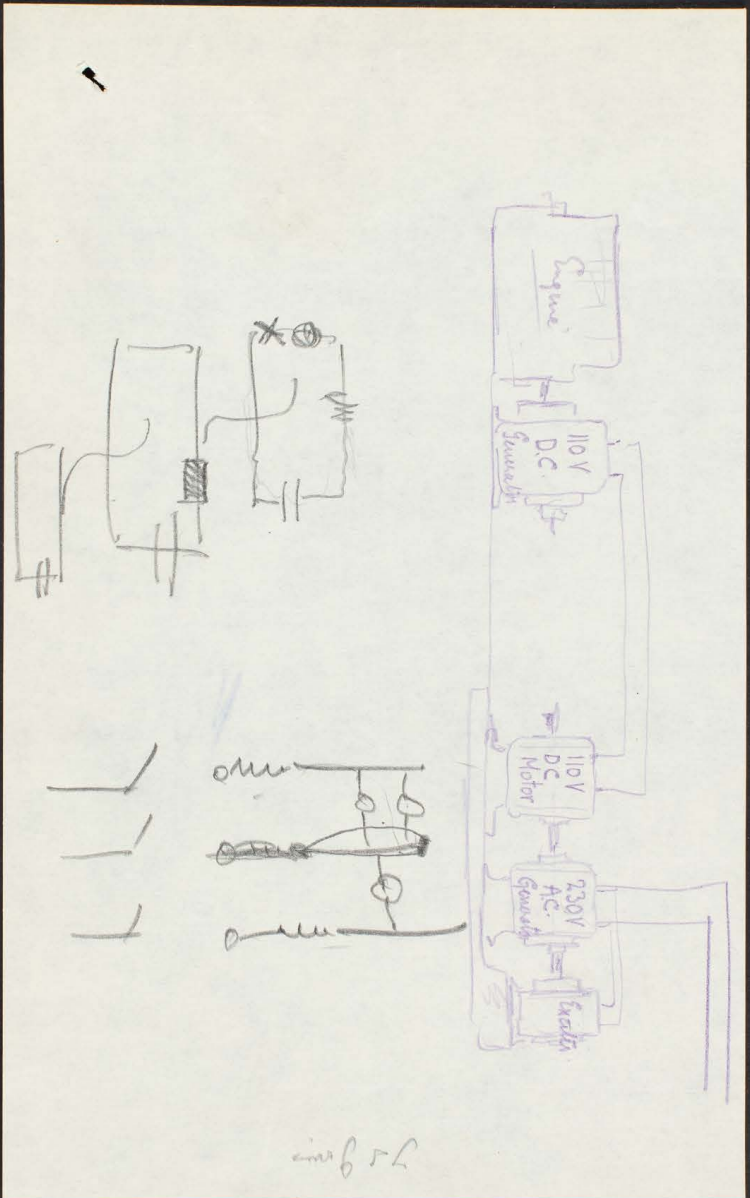 Engine
110V
D.C.
Generator
110V
DC
Motor
230V
A.C.
Generator
Exciter